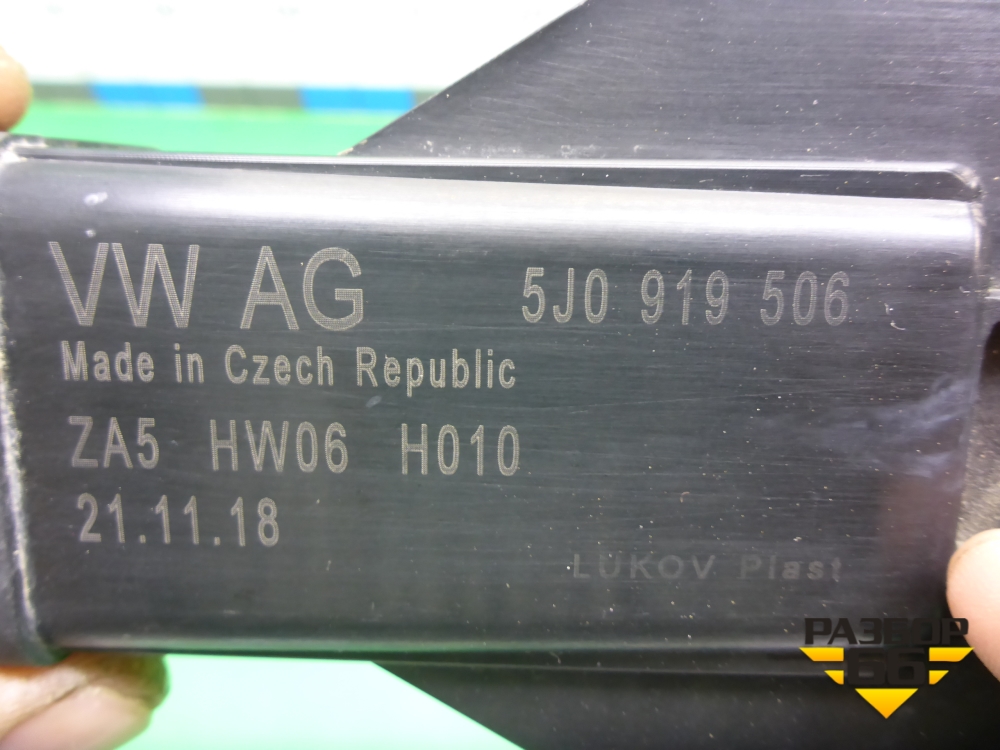 VW AG 5J0 919 506
Made in Czech Republic
ZA5 HW06 H010
21.11.18
LUKOV Plast
РАЗБОР
66